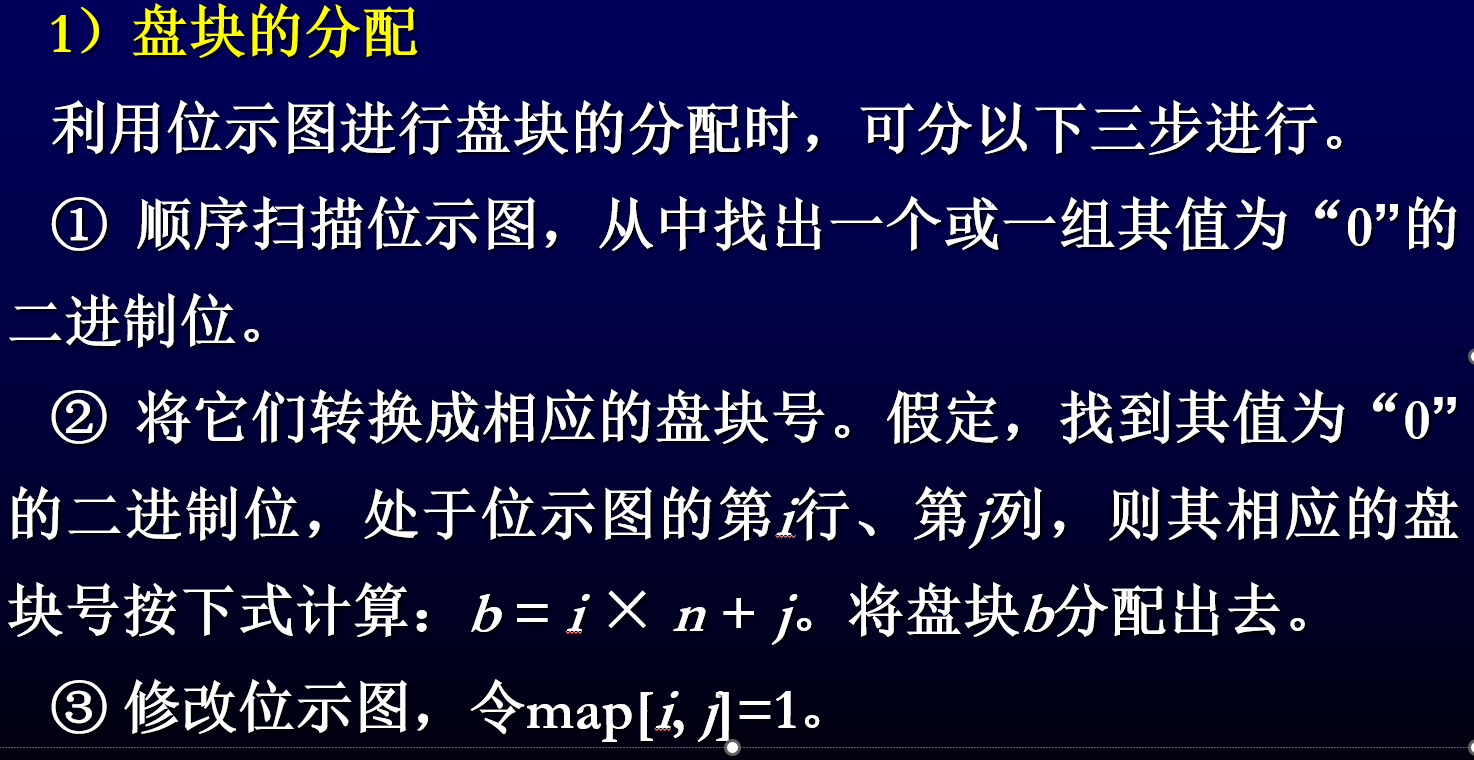 1）盘块的分配
利用位示图进行盘块的分配时，可分以下三步进行。
① 顺序扫描位示图，从中找出一个或一组其值为“0”的
二进制位。
② 将它们转换成相应的盘块号。假定，找到其值为“0”
的二进制位，处于位示图的第i行、第j列，则其相应的盘
块号按下式计算：b = i × n + j。将盘块b分配出去。
③ 修改位示图，令map[i, j]=1。